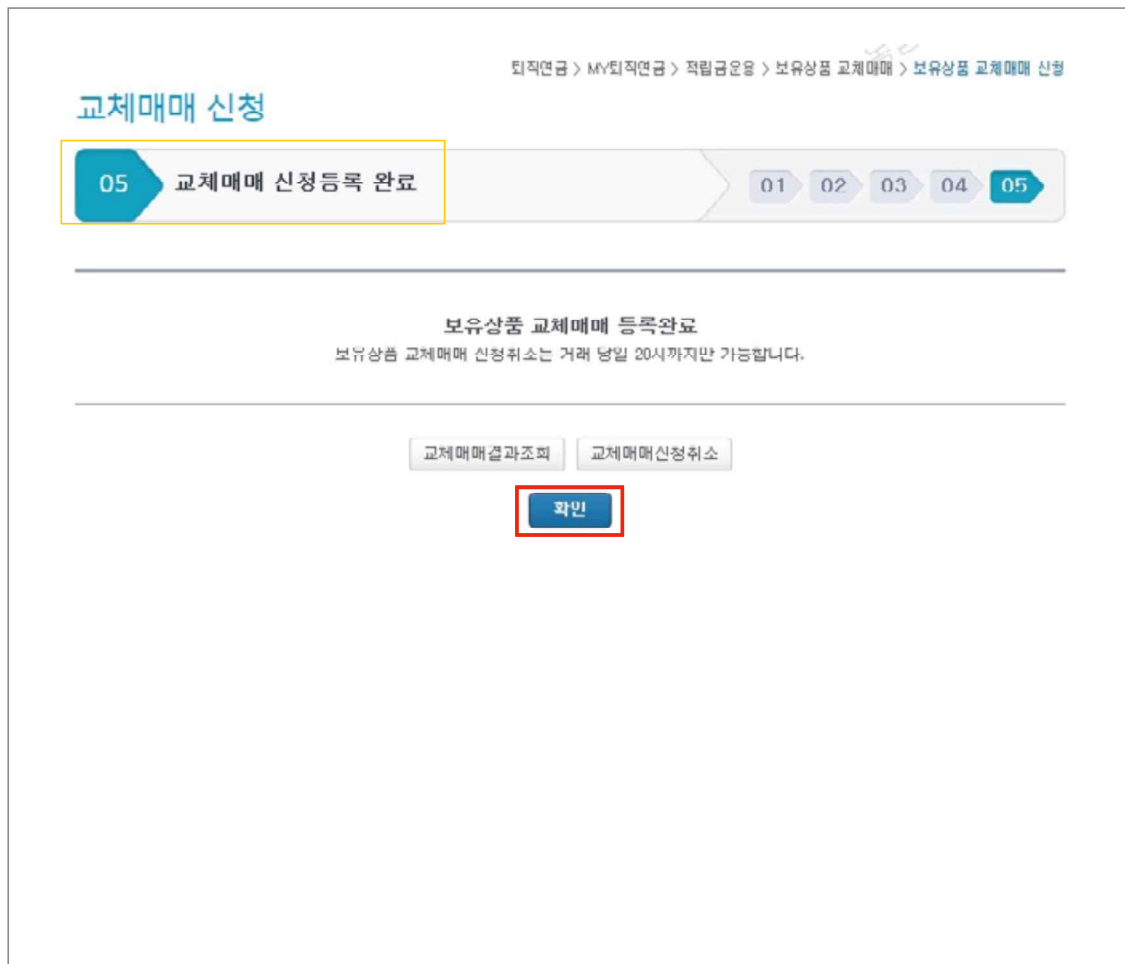 퇴직연금 > MY퇴직연금 > 적립금운용 > 보유상품 교체매매 > 보유상품 교체매매 신청
교체매매 신청
05 교체매매 신청등록 완료 01 02 03 04 05
보유상품 교체매매 등록완료
보유상품 교체매매 신청취소는 거래 당일 20시까지만 가능합니다.
교체매매결과조회 교체매매신청취소
확인